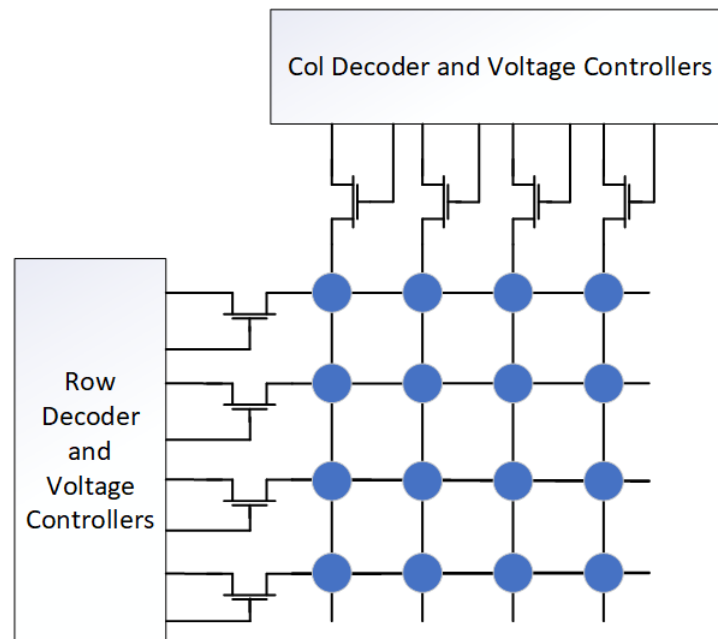 Col Decoder and Voltage Controllers
Row
Decoder
and
Voltage
Controllers